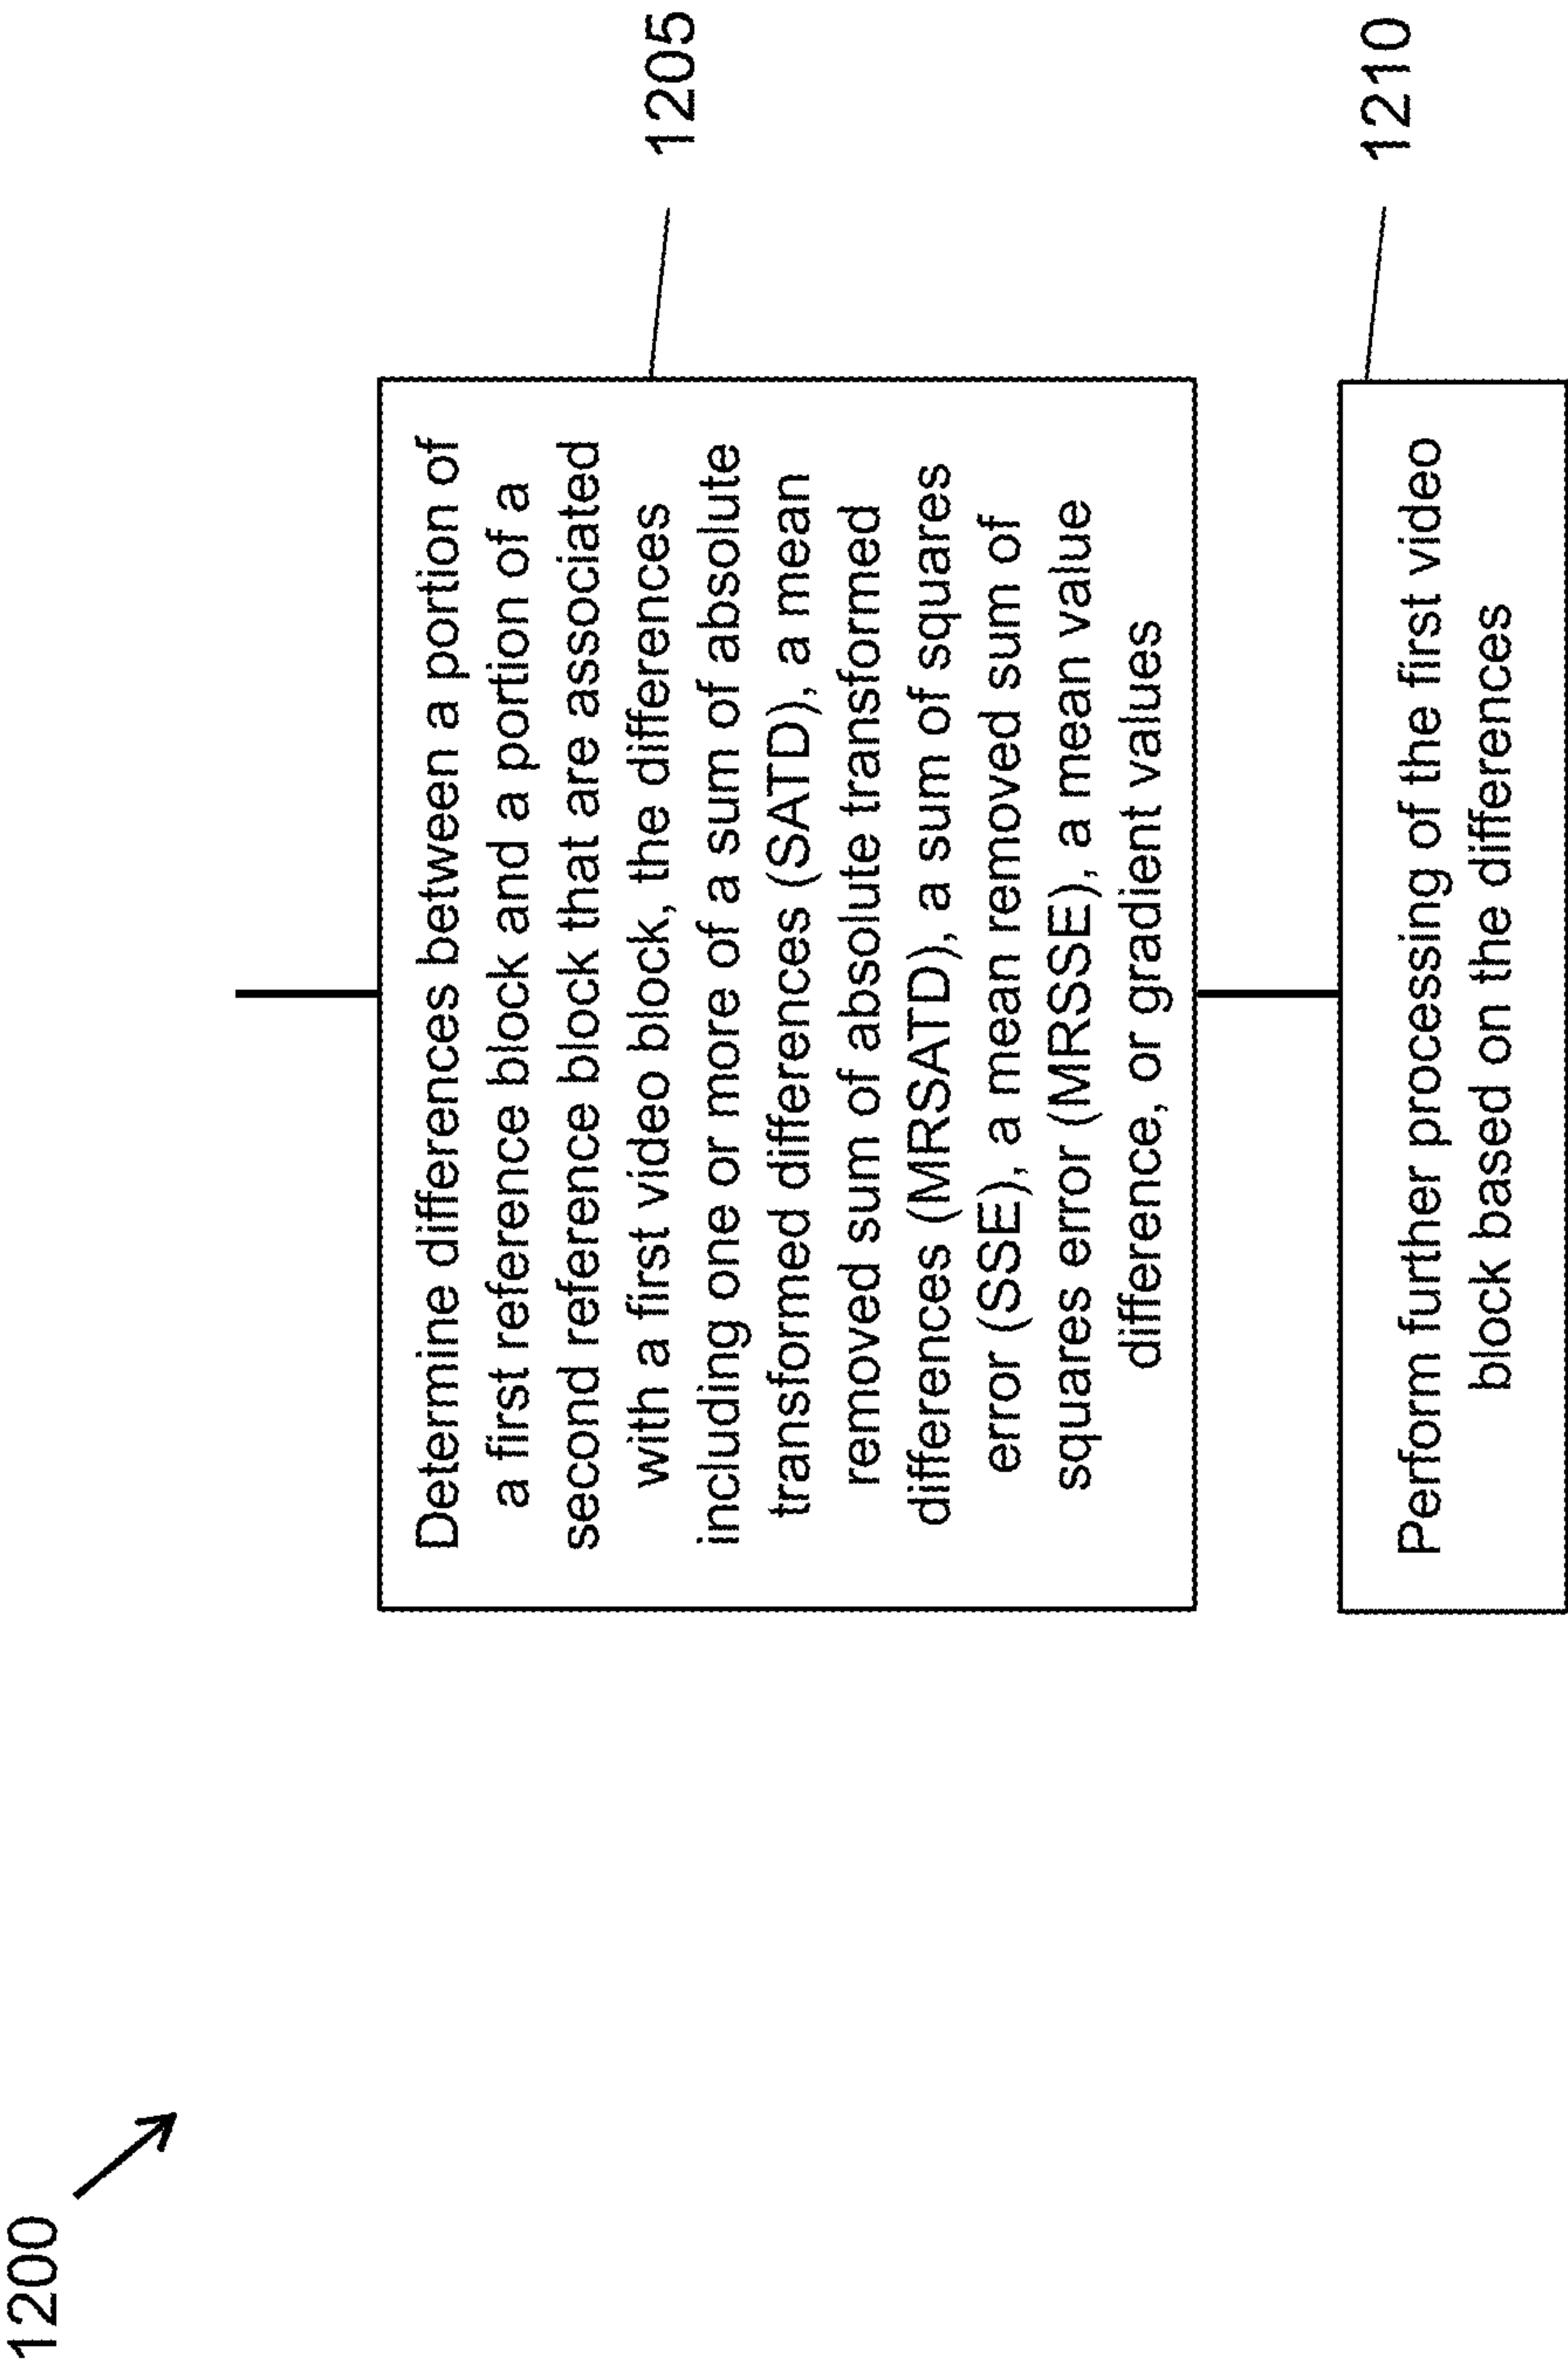 1200
Determine differences between a portion of
a first reference block and a portion of a
second reference block that are associated
with a first video block, the differences
including one or more of a sum of absolute
transformed differences (SATD), a mean
removed sum of absolute transformed
differences (MRSATD), a sum of squares
error (SSE), a mean removed sum of
squares error (MRSSE), a mean value
difference, or gradient values
1205
Perform further processing of the first video
block based on the differences
1210